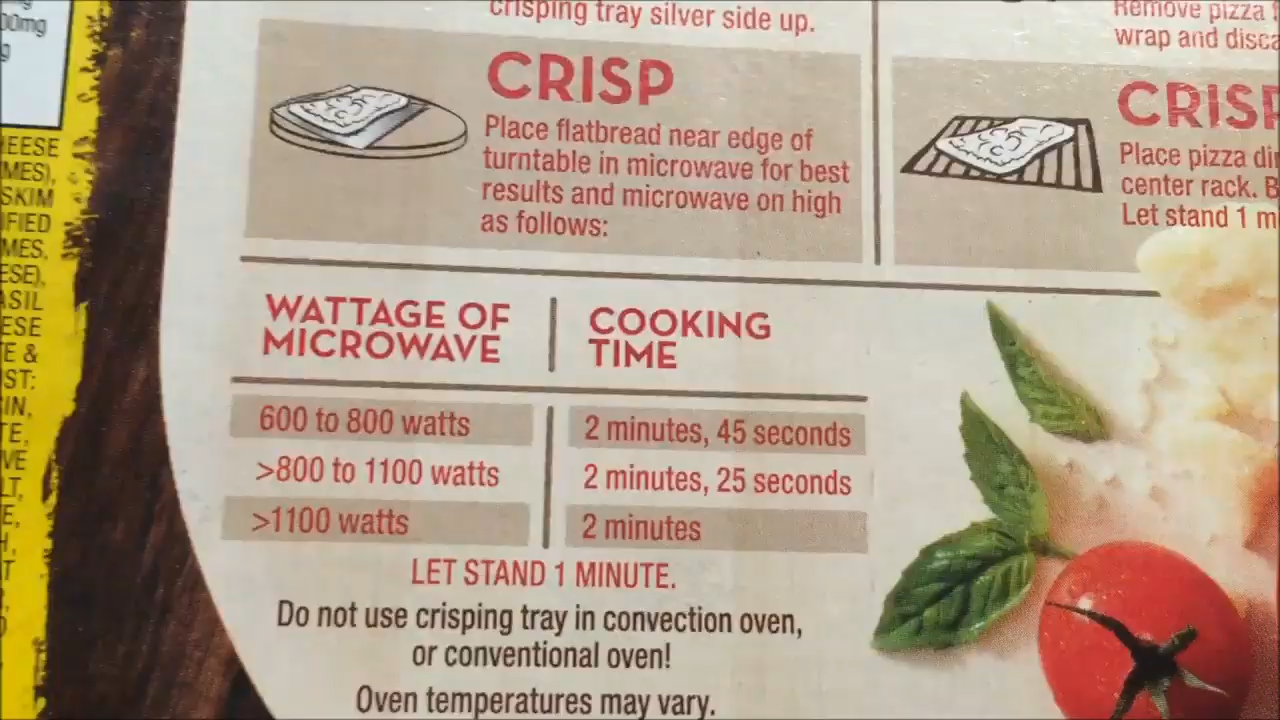 00mg
g
crisping tray silver side up.
CRISP
Place flatbread near edge of
turntable in microwave for best
results and microwave on high
as follows:
Remove pizza
wrap and
CRISP
Place pizza
center rack.
Let stand 1
WATTAGE OF
MICROWAVE
COOKING
TIME
600 to 800 watts
2 minutes, 45 seconds
>800 to 1100 watts
2 minutes, 25 seconds
>1100 watts
2 minutes
LET STAND 1 MINUTE.
Do not use crisping tray in convection oven,
or conventional oven!
Oven temperatures may vary.
SKIM